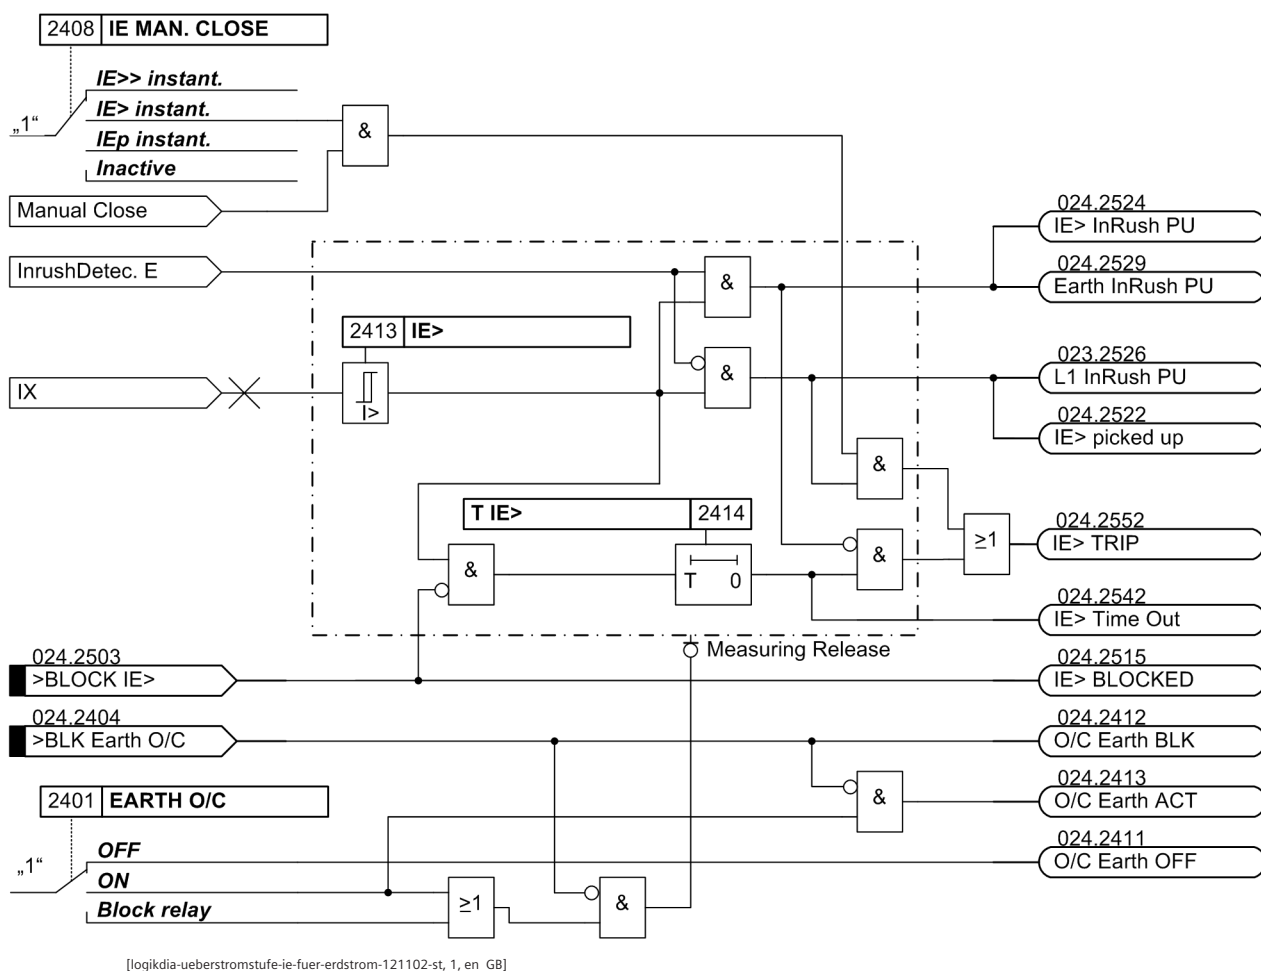 2408 IE MAN. CLOSE
IE>> instant.
IE> instant.
„1“
&
IEp instant.
Inactive
Manual Close
024.2524
IE> InRush PU
InrushDetec. E
&
024.2529
Earth InRush PU
2413 IE>
023.2526
L1 InRush PU
&
IX
I>
024.2522
IE> picked up
&
T IE> 2414
024.2552
IE> TRIP
≥1
&
&
T 0
024.2542
IE> Time Out
Measuring Release
024.2503
>BLOCK IE>
024.2515
IE> BLOCKED
024.2404
>BLK Earth O/C
024.2412
O/C Earth BLK
024.2413
O/C Earth ACT
&
2401 EARTH O/C
024.2411
O/C Earth OFF
OFF
„1“
ON
≥1
&
Block relay
[logikdia-ueberstromstufe-ie-fuer-erdstrom-121102-st, 1, en_GB]